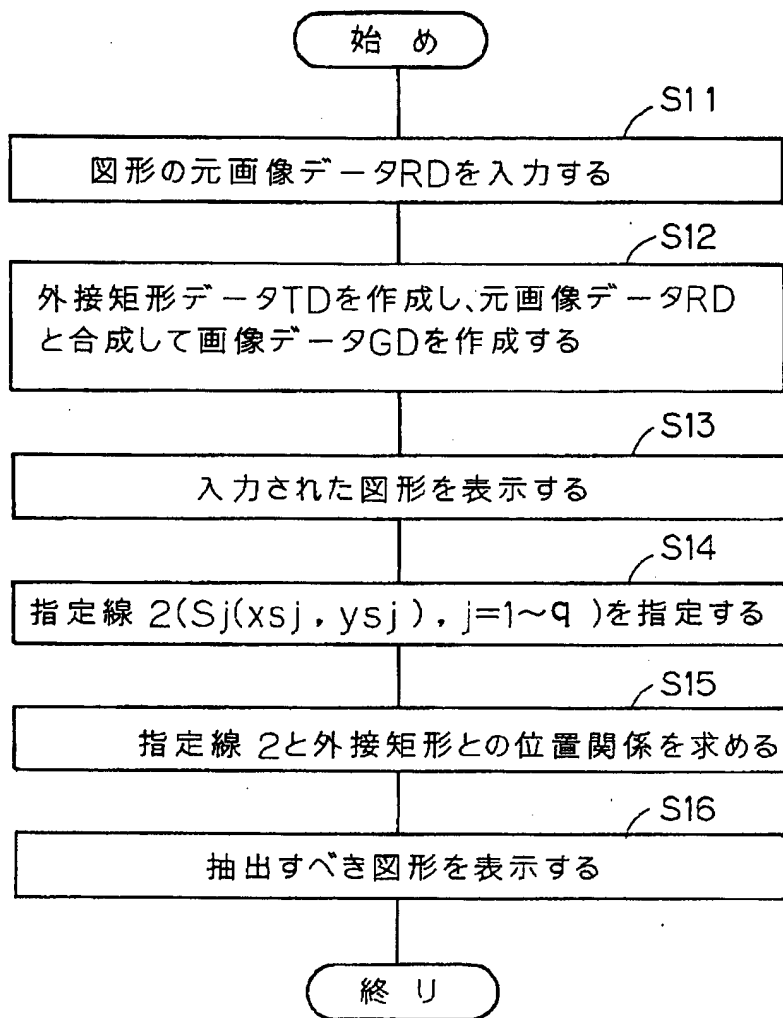 始め
S11
図形の元画像データRDを入力する
S12
外接矩形データTDを作成し、元画像データRD
と合成して画像データGDを作成する
S13
入力された図形を表示する
S14
指定線2(Sj(xsj,ysj),j=1~q)を指定する
S15
指定線2と外接矩形との位置関係を求める
S16
抽出すべき図形を表示する
終り